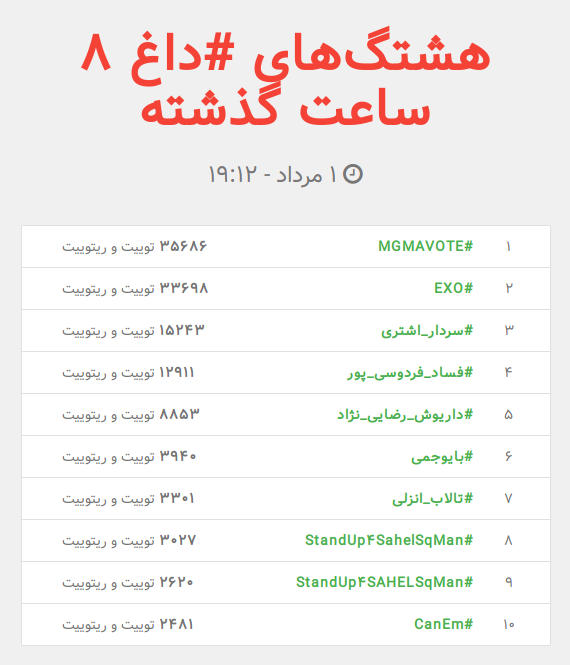 هشتگ‌های #داغ ۸
ساعت گذشته
۱ مرداد - ۱۹:۱۲
۱ #MGMAVOTE ۳۵۶۸۶ توییت و ریتوییت
۲ #EXO ۳۳۶۹۸ توییت و ریتوییت
۳ #سردار_اشتری ۱۵۲۴۳ توییت و ریتوییت
۴ #فساد_فردوسی_پور ۱۲۹۱۱ توییت و ریتوییت
۵ #داریوش_رضایی_نژاد ۸۸۵۳ توییت و ریتوییت
۶ #بایوجمی ۳۹۴۰ توییت و ریتوییت
۷ #تالاب_انزلی ۳۳۰۱ توییت و ریتوییت
۸ #StandUp۴SahelSqMan ۳۰۲۷ توییت و ریتوییت
۹ #StandUp۴SAHELSqMan ۲۶۲۰ توییت و ریتوییت
۱۰ #CanEm ۲۴۸۱ توییت و ریتوییت